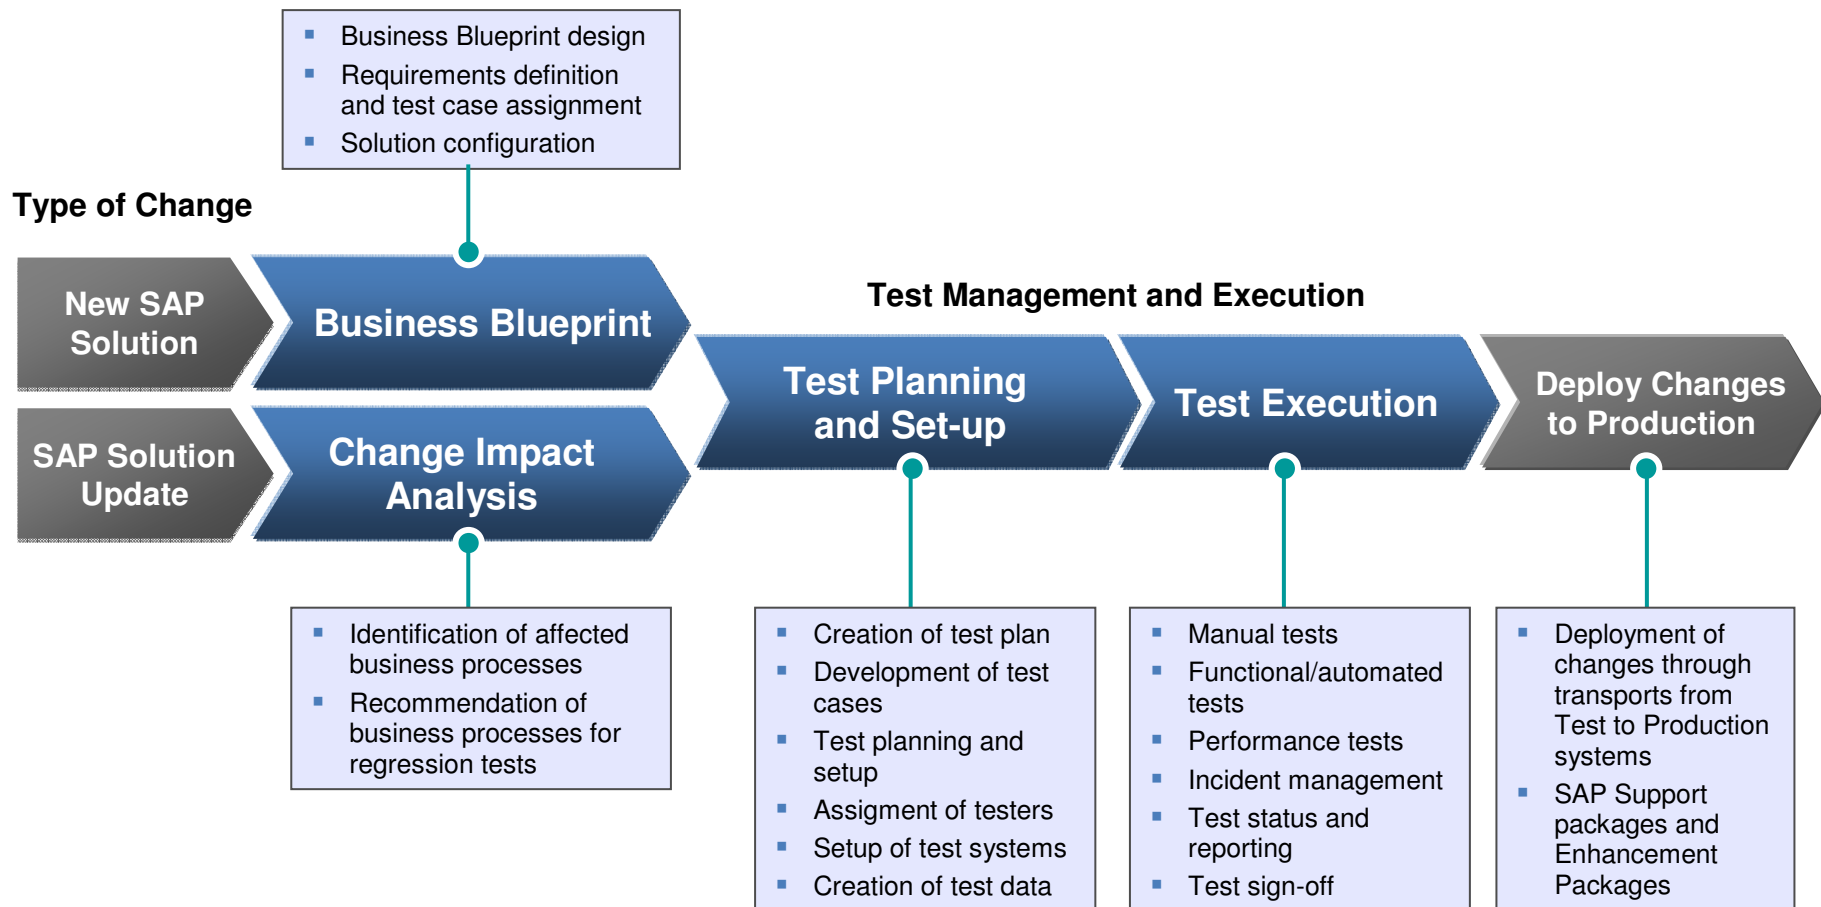 Business Blueprint design
Requirements definition
and test case assignment
Solution configuration
Type of Change
New SAP
Solution
Business Blueprint
SAP Solution
Update
Change Impact
Analysis
Test Management and Execution
Test Planning
and Set-up
Test Execution
Deploy Changes
to Production
Identification of affected
business processes
Recommendation of
business processes for
regression tests
Creation of test plan
Development of test
cases
Test planning and
setup
Assigment of testers
Setup of test systems
Creation of test data
Manual tests
Functional/automated
tests
Performance tests
Incident management
Test status and
reporting
Test sign-off
Deployment of
changes through
transports from
Test to Production
systems
SAP Support
packages and
Enhancement
Packages